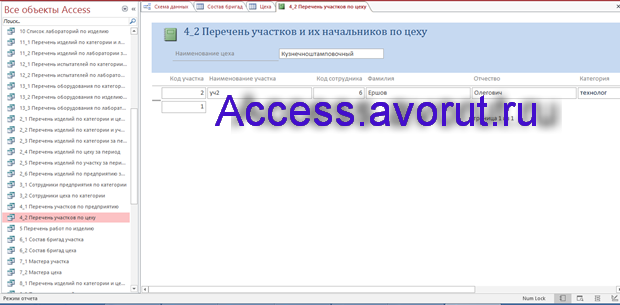 Все объекты Access
Поиск...
10 Список лабораторий по изделию
11_1 Перечень изделий по категории и л...
11_2 Перечень изделий по лаборатории з...
12_1 Перечень испытателей по категории...
12_2 Перечень испытателей по лаборато...
13_1 Перечень оборудования по категор...
13_2 Перечень оборудования по изделию...
13_3 Перечень оборудования по лаборат...
2_1 Перечень изделий по категории и це...
2_2 Перечень изделий по категории и уч...
2_3 Перечень изделий по категории за пе...
2_4 Перечень изделий по цеху за период
2_5 Перечень изделий по участку за пери...
2_6 Перечень изделий по предприятию з...
3_1 Сотрудники предприятия по категории
3_2 Сотрудники цеха по категории
4_1 Перечень участков по предприятию
4_2 Перечень участков по цеху
5 Перечень работ по изделию
6_1 Состав бригад участка
6_2 Состав бригад цеха
7_1 Мастера участка
7_2 Мастера цеха
8_1 Перечень изделий по категории и це...
Схема данных
Состав бригад
Цеха
4_2 Перечень участков по цеху
4_2 Перечень участков и их начальников по цеху
Наименование цеха
Кузнечноштамповочный
Код участка Наименование участка Код сотрудника Фамилия Отчество Категория
2 уч2 6 Ершов Олегович технолог
1
Access.avorut.ru
Режим отчета
Num Lock